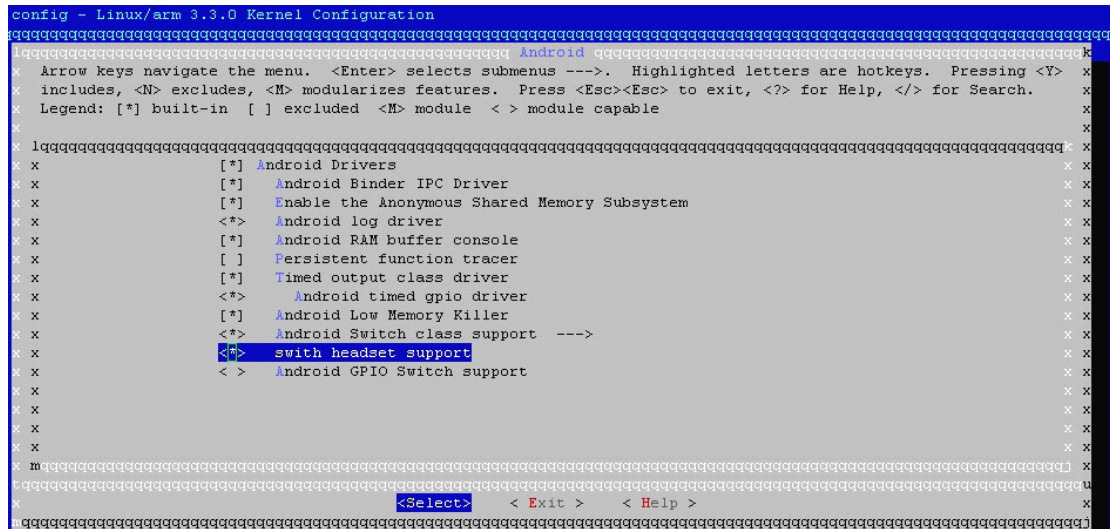 config - Linux/arm 3.3.0 Kernel Configuration
Android
Arrow keys navigate the menu. <Enter> selects submenus --->. Highlighted letters are hotkeys. Pressing <Y>
includes, <N> excludes, <M> modularizes features. Press <Esc><Esc> to exit, <?> for Help, </> for Search.
Legend: [*] built-in [ ] excluded <M> module < > module capable
[*] Android Drivers
[*] Android Binder IPC Driver
[*] Enable the Anonymous Shared Memory Subsystem
<*> Android log driver
[*] Android RAM buffer console
[ ] Persistent function tracer
[*] Timed output class driver
<*> Android timed gpio driver
[*] Android Low Memory Killer
<*> Android Switch class support --->
<*> swith headset support
< > Android GPIO Switch support
<Select> < Exit > < Help >